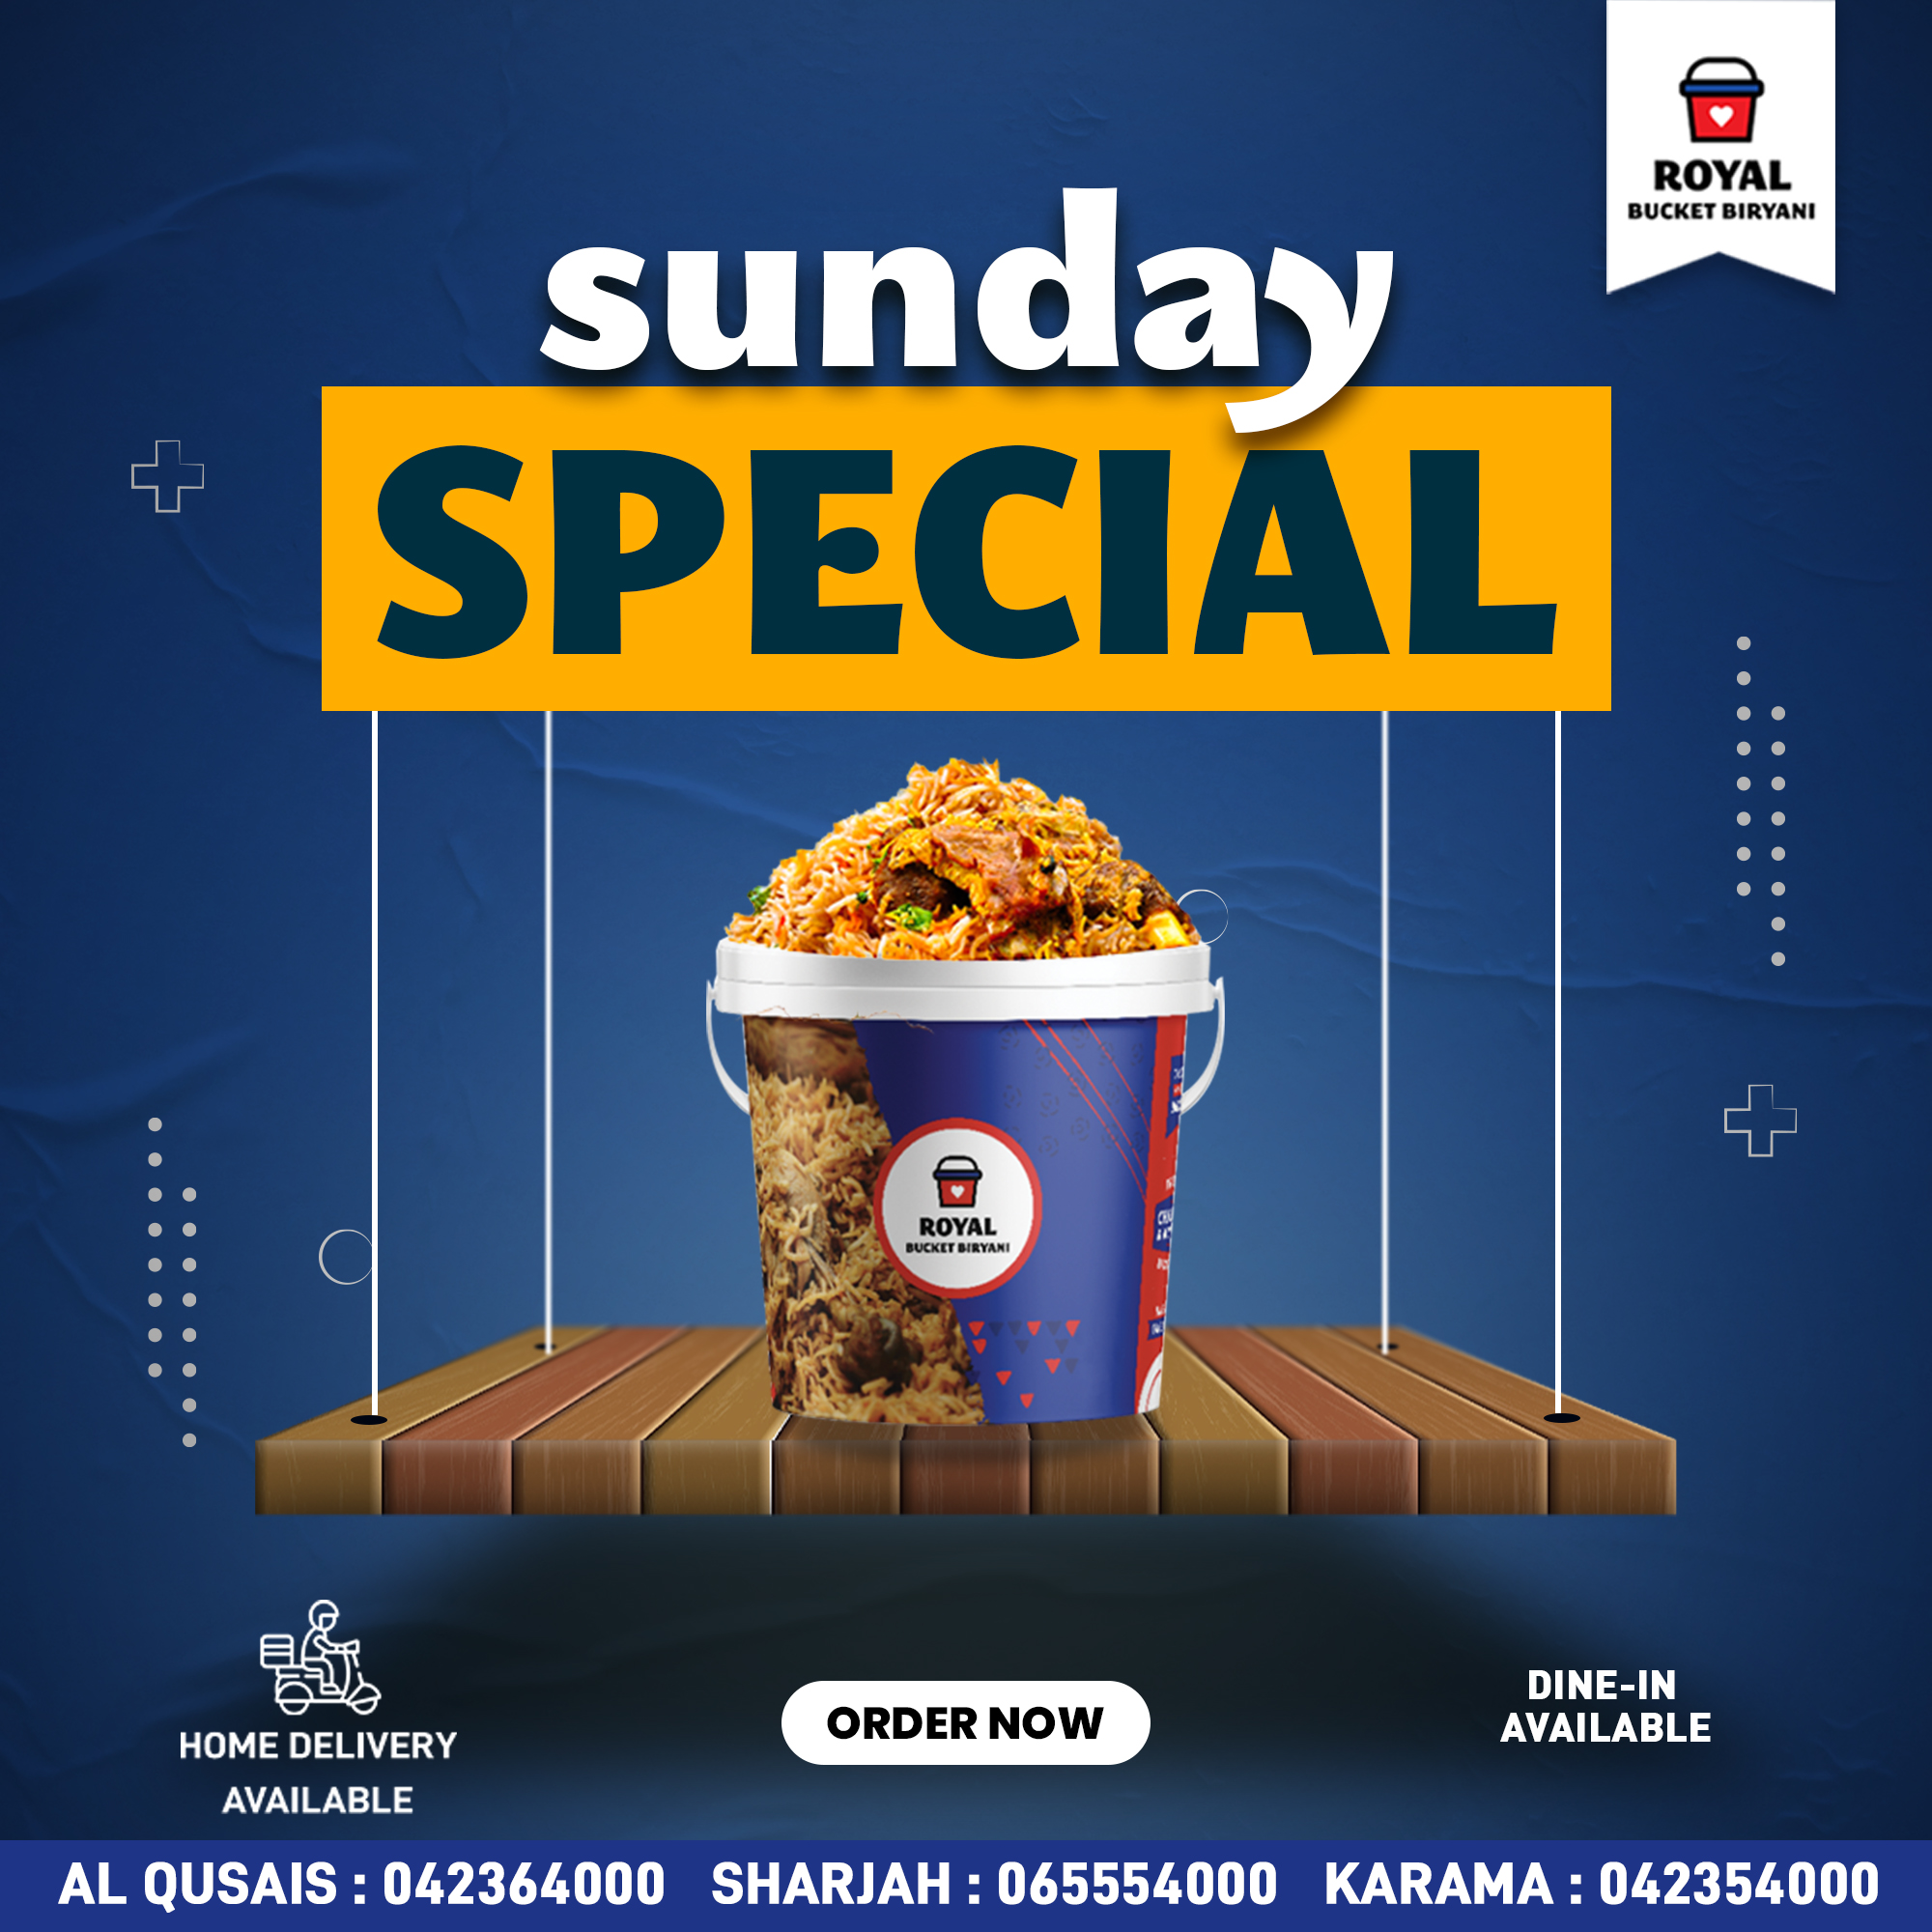 ROYAL
BUCKET BIRYANI
sunday
SPECIAL
ROYAL
BUCKET BIRYANI
HOME DELIVERY
AVAILABLE
ORDER NOW
DINE-IN
AVAILABLE
AL QUSAIS : 042364000 SHARJAH : 065554000 KARAMA : 042354000